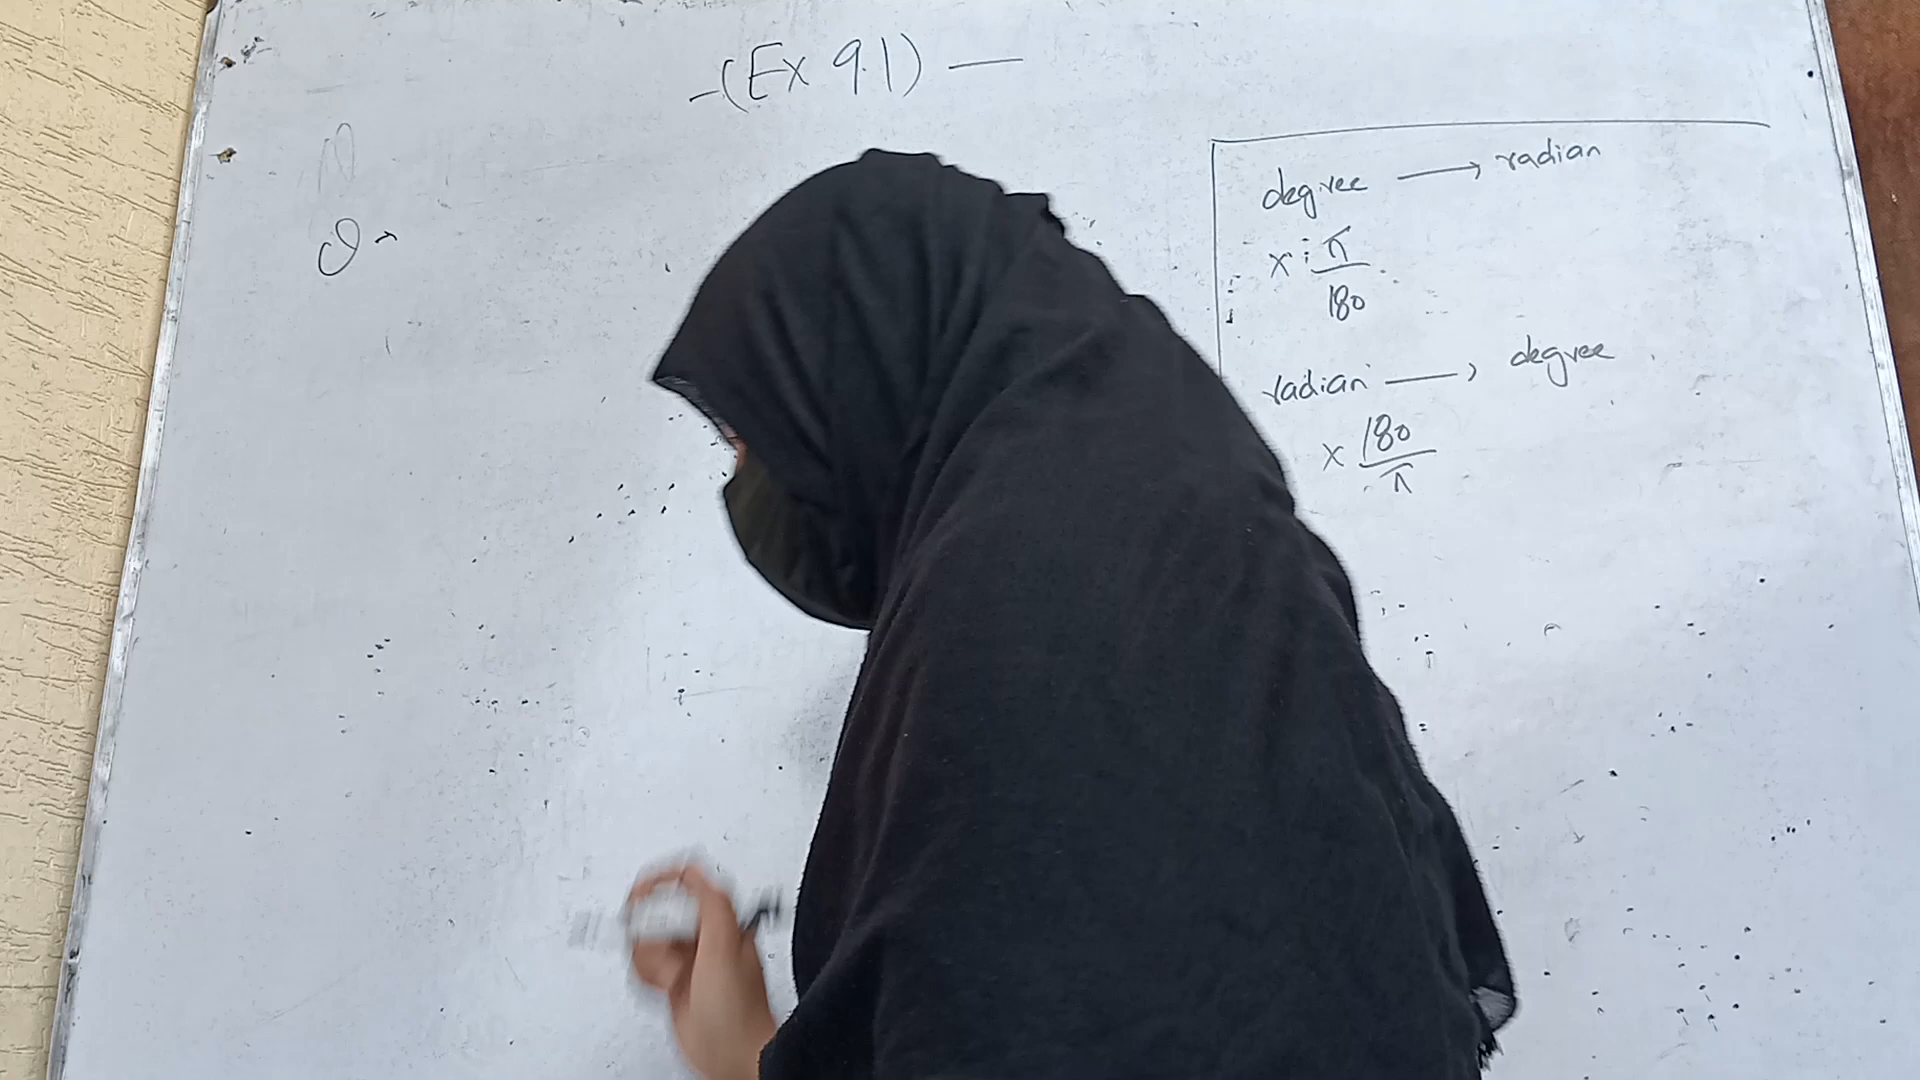 -(Ex 9.1) —
degree → radian
× π/180
radian → degree
× 180/π